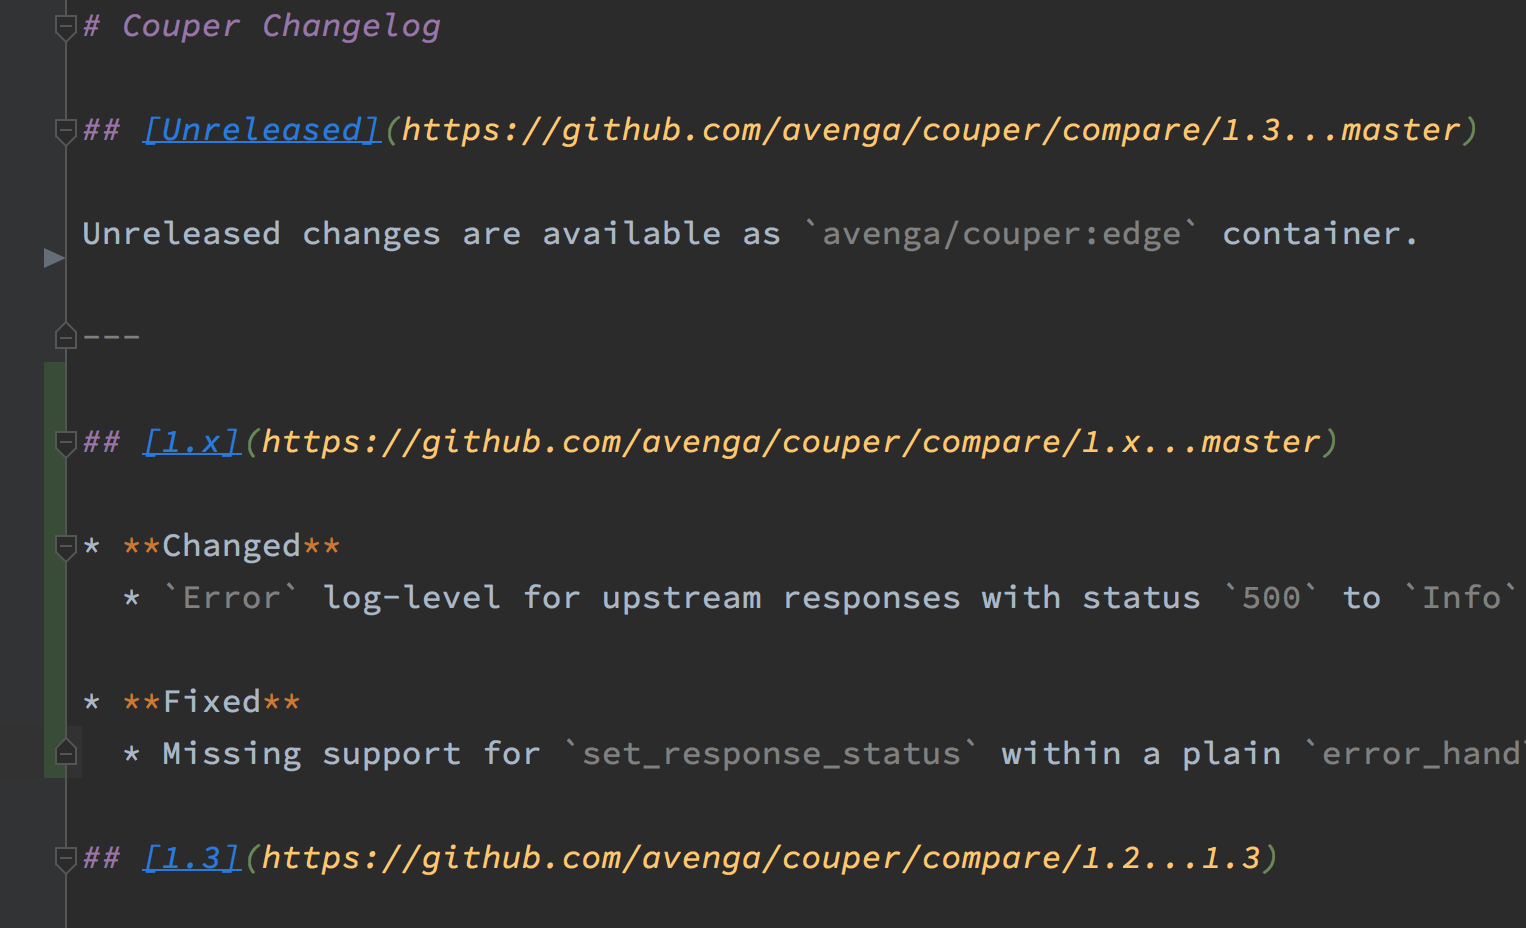 # Couper Changelog
## [Unreleased](https://github.com/avenga/couper/compare/1.3...master)
Unreleased changes are available as `avenga/couper:edge` container.
---
## [1.x](https://github.com/avenga/couper/compare/1.x...master)
* **Changed**
* `Error` log-level for upstream responses with status `500` to `Info`
* **Fixed**
* Missing support for `set_response_status` within a plain `error_hand
## [1.3](https://github.com/avenga/couper/compare/1.2...1.3)